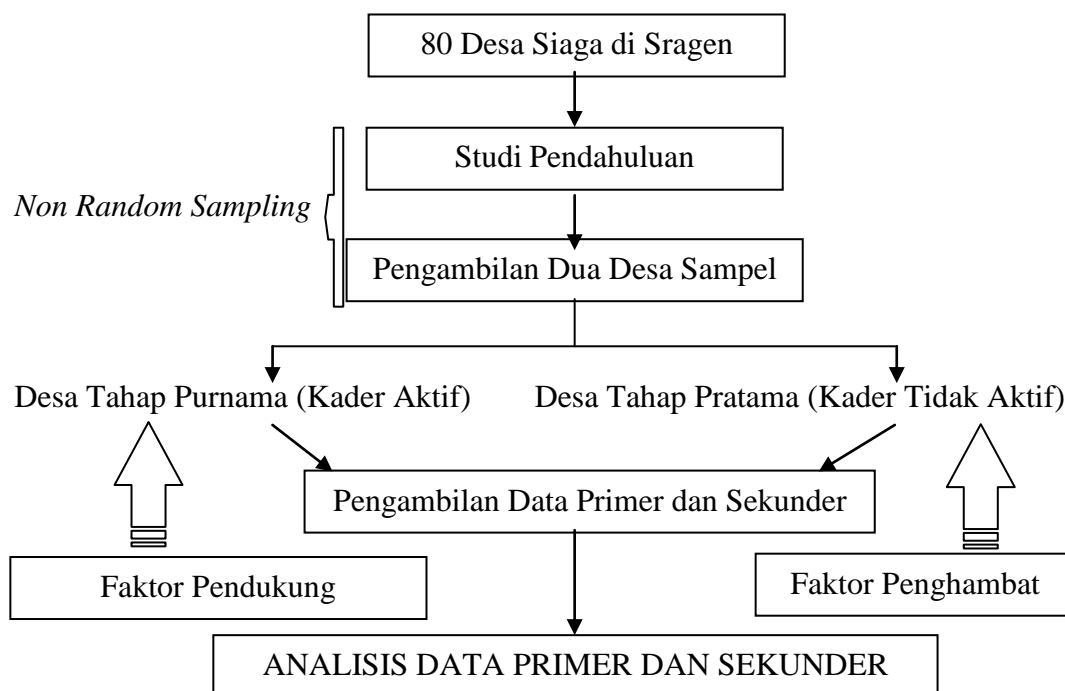 80 Desa Siaga di Sragen
Studi Pendahuluan
Non Random Sampling
Pengambilan Dua Desa Sampel
Desa Tahap Purnama (Kader Aktif)
Desa Tahap Pratama (Kader Tidak Aktif)
Pengambilan Data Primer dan Sekunder
Faktor Pendukung
Faktor Penghambat
ANALISIS DATA PRIMER DAN SEKUNDER